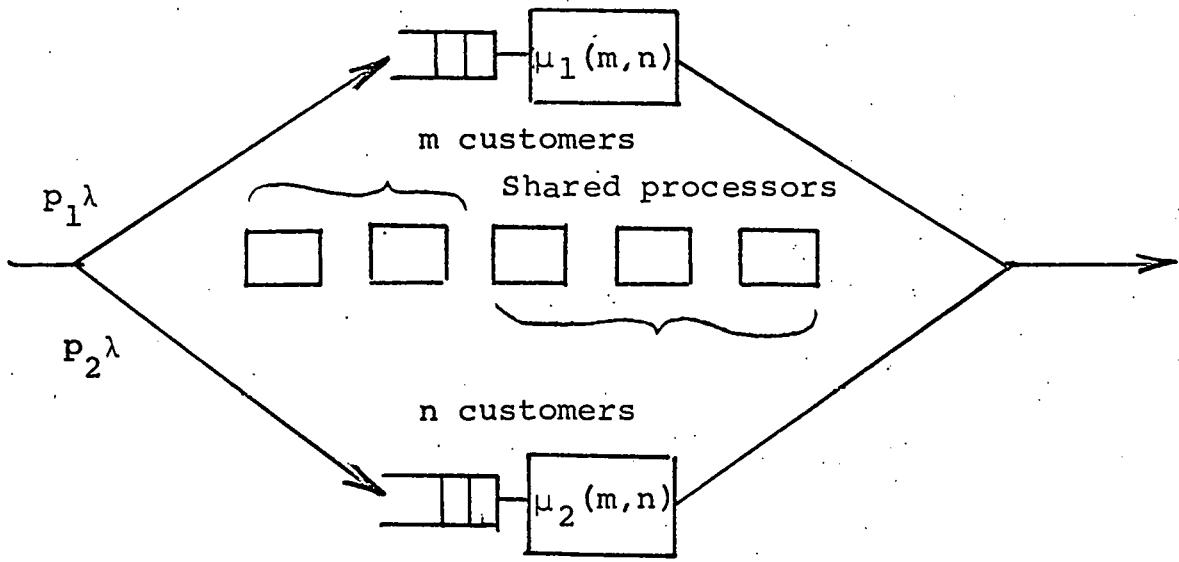 μ₁(m,n)
m customers
Shared processors
p₁λ
p₂λ
n customers
μ₂(m,n)